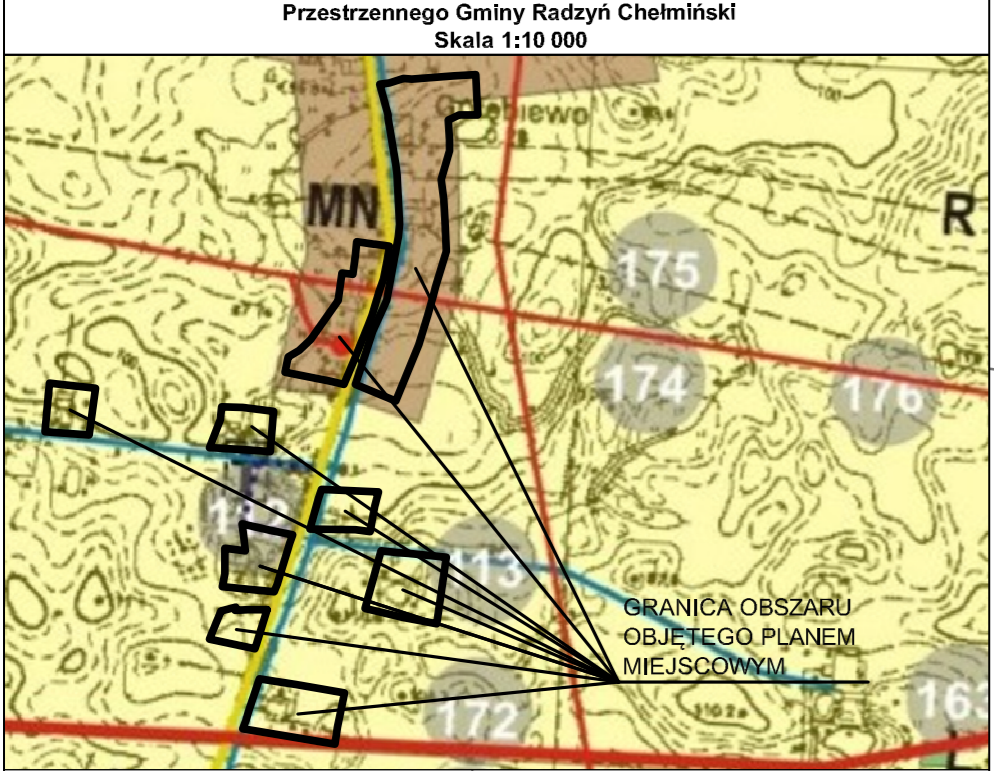 Przestrzennego Gminy Radzyń Chełmiński
Skala 1:10 000
MN
R
175
174
176
113
172
163
GRANICA OBSZARU
OBJĘTEGO PLANEM
MIEJSCOWYM